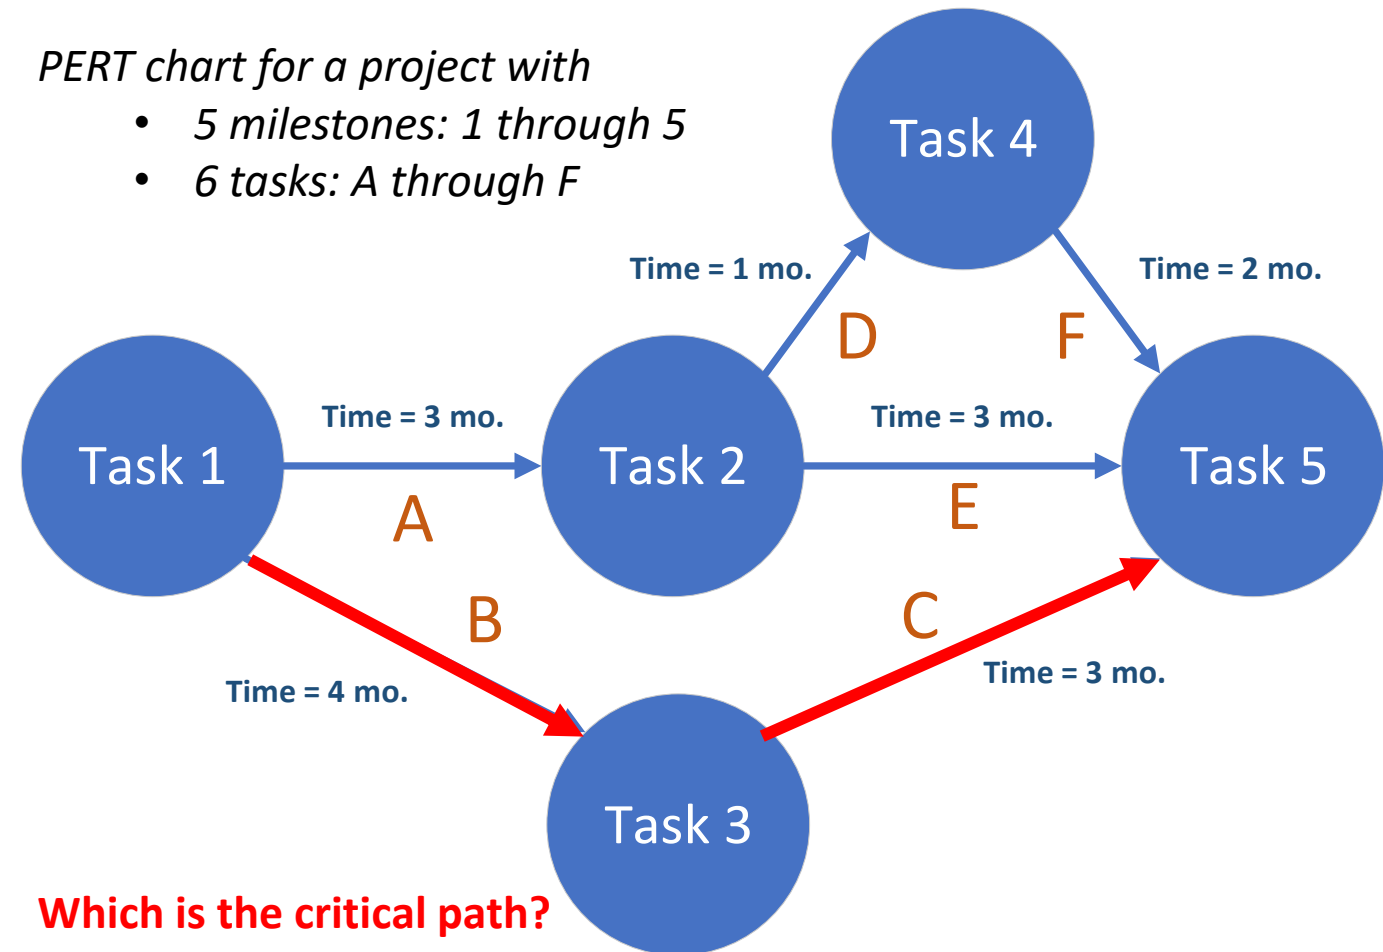 PERT chart for a project with
• 5 milestones: 1 through 5
• 6 tasks: A through F
Task 4
Time = 1 mo.
Time = 2 mo.
D
F
Time = 3 mo.
Time = 3 mo.
Task 1
Task 2
Task 5
A
E
B
C
Time = 4 mo.
Time = 3 mo.
Task 3
Which is the critical path?